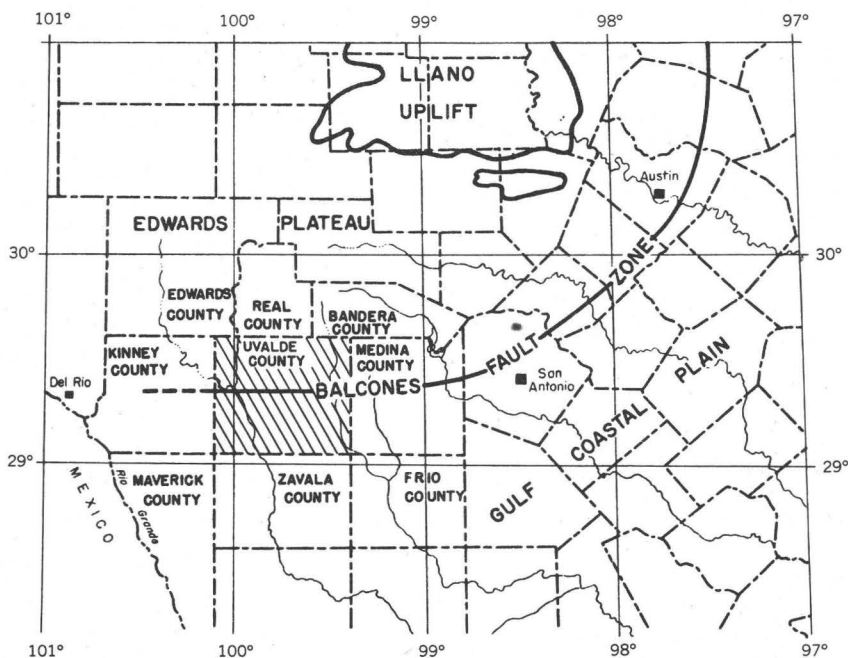 101°
100°
99°
98°
97°
LLANO
UPLIFT
Austin
EDWARDS PLATEAU
30°
30°
ZONE
EDWARDS
COUNTY
REAL
COUNTY
BANDERA
COUNTY
KINNEY
COUNTY
UVALDE
COUNTY
MEDINA
COUNTY
FAULT
PLAIN
Del Rio
BALCONES
San
Antonio
COASTAL
29°
29°
MEXICO
Rio
Grande
MAVERICK
COUNTY
ZAVALA
COUNTY
FRIO
COUNTY
GULF
101°
100°
99°
98°
97°